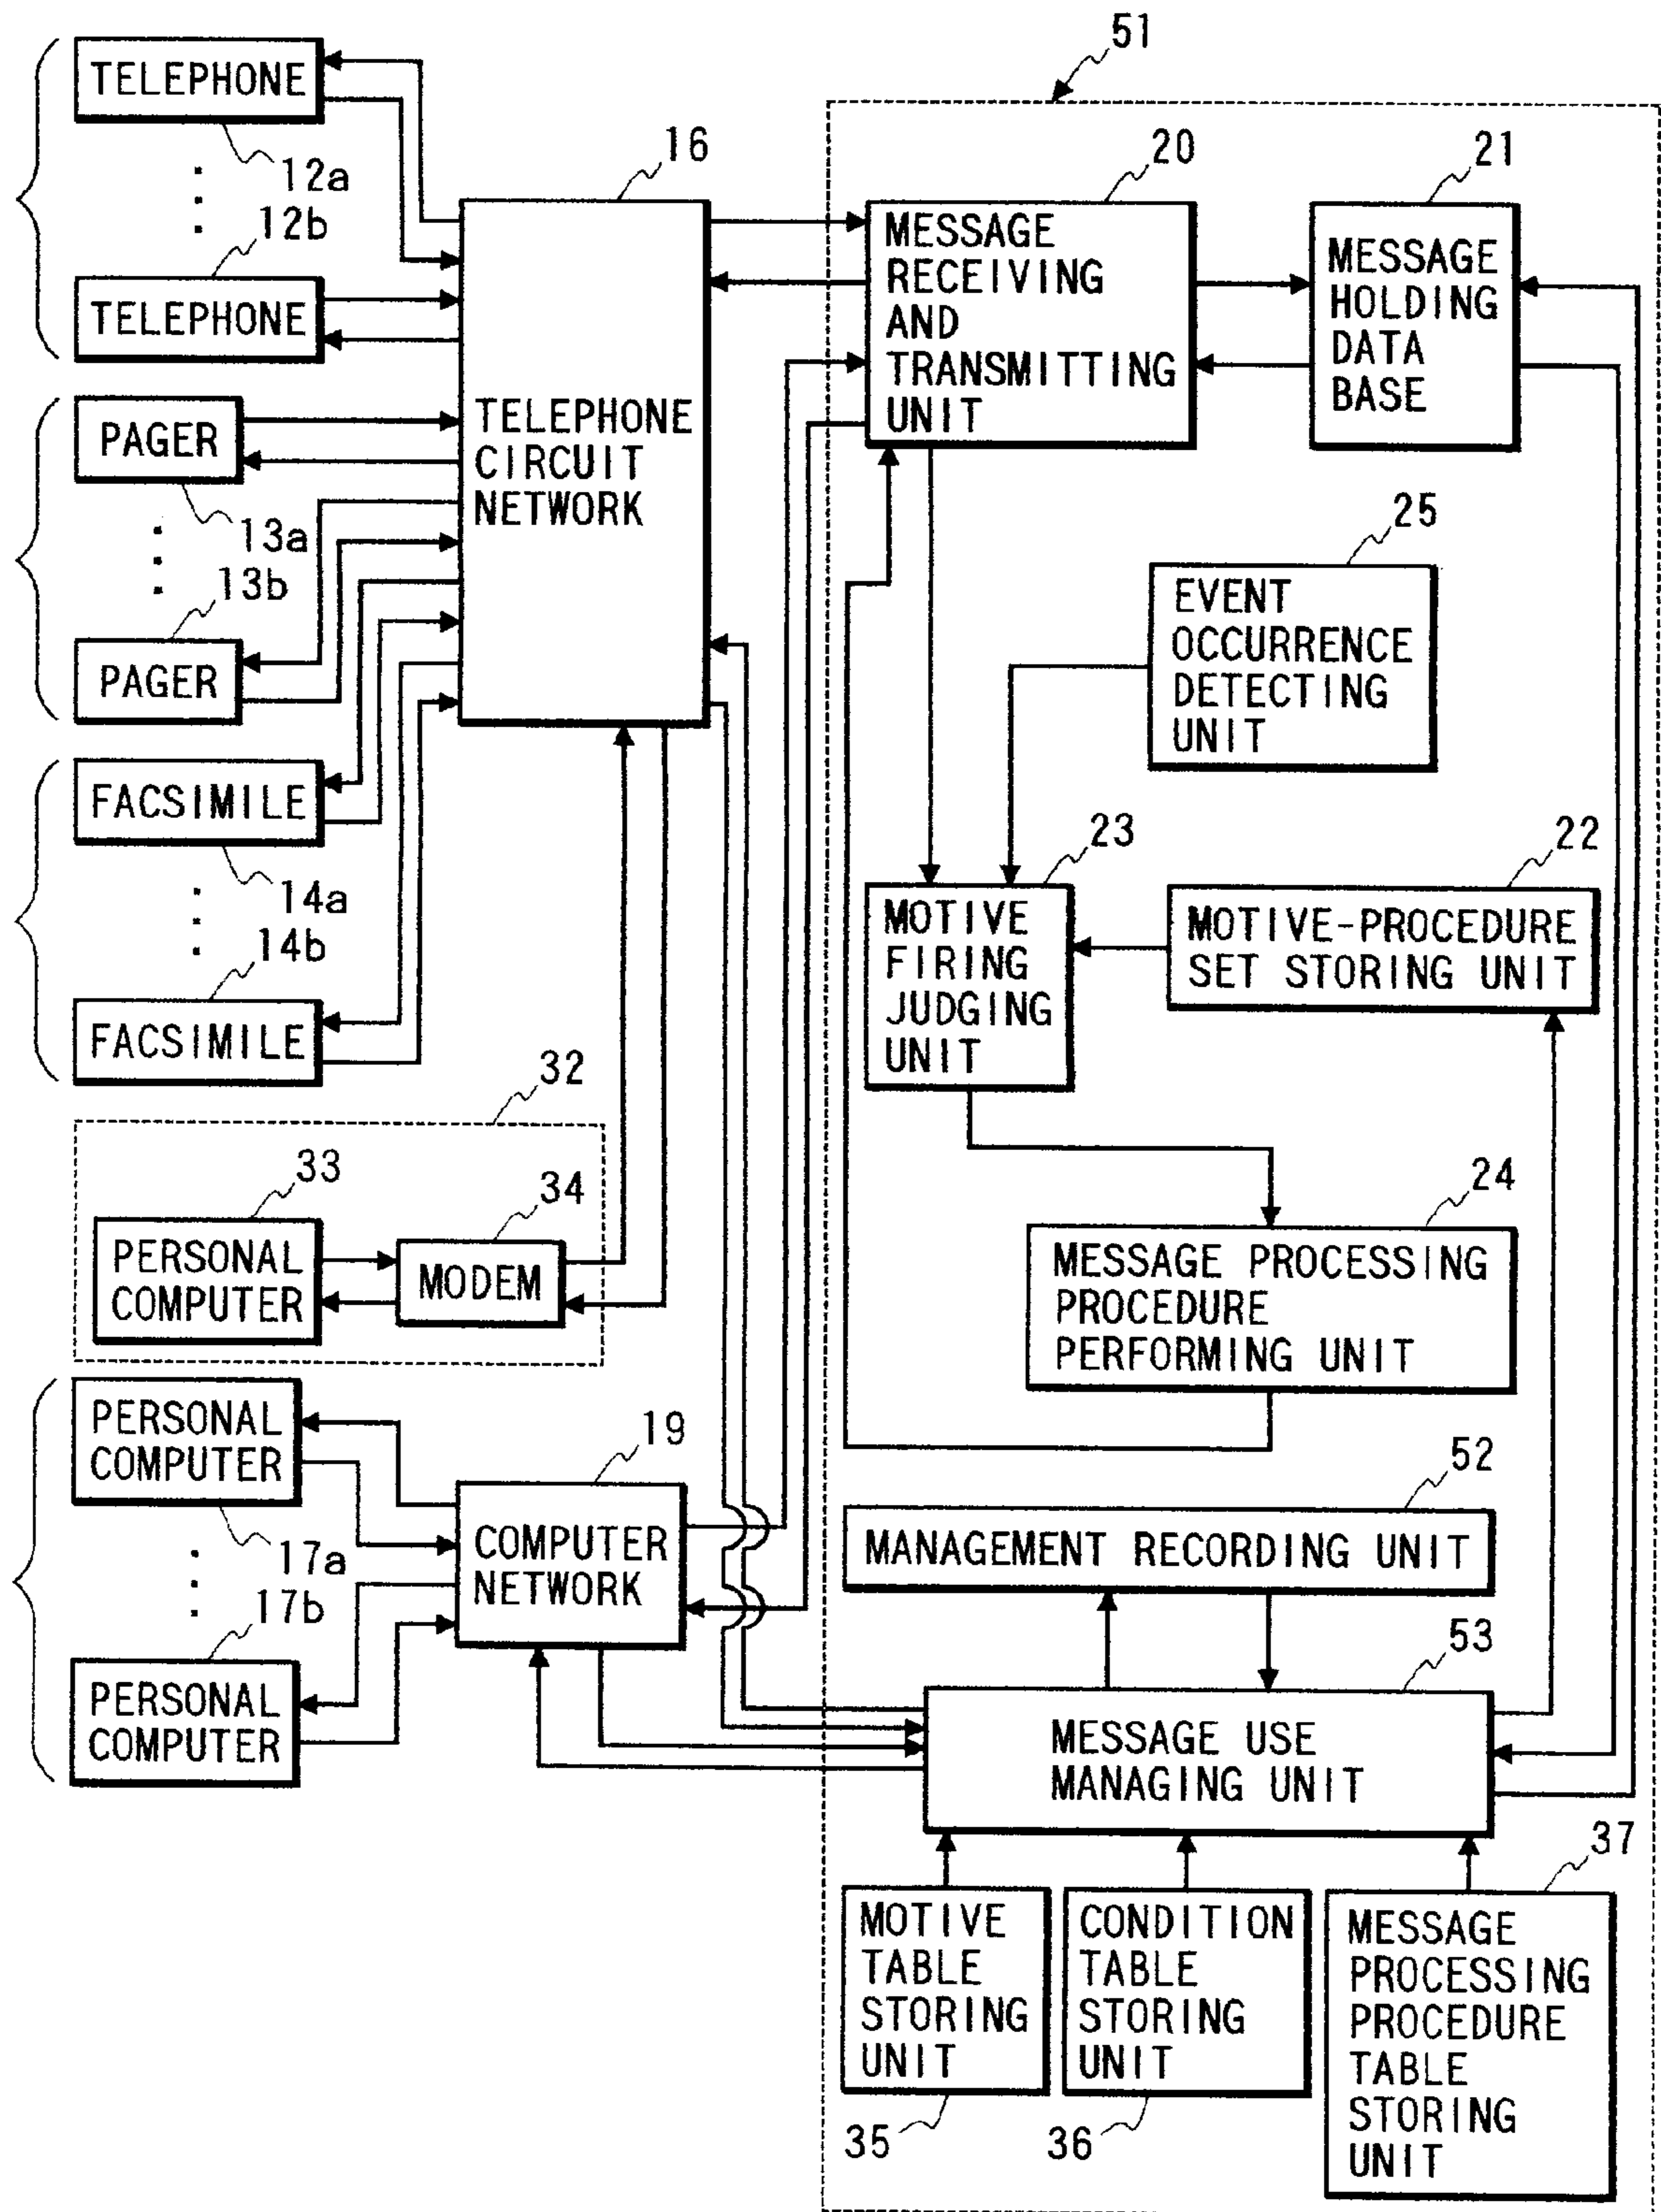 51
TELEPHONE
12a
12b
TELEPHONE
PAGER
13a
13b
PAGER
FACSIMILE
14a
14b
FACSIMILE
32
33
34
PERSONAL
COMPUTER
MODEM
PERSONAL
COMPUTER
17a
17b
PERSONAL
COMPUTER
16
TELEPHONE
CIRCUIT
NETWORK
19
COMPUTER
NETWORK
20
MESSAGE
RECEIVING
AND
TRANSMITTING
UNIT
21
MESSAGE
HOLDING
DATA
BASE
25
EVENT
OCCURRENCE
DETECTING
UNIT
23
MOTIVE
FIRING
JUDGING
UNIT
22
MOTIVE-PROCEDURE
SET STORING UNIT
24
MESSAGE PROCESSING
PROCEDURE
PERFORMING UNIT
52
MANAGEMENT RECORDING UNIT
53
MESSAGE USE
MANAGING UNIT
MOTIVE
TABLE
STORING
UNIT
35
CONDITION
TABLE
STORING
UNIT
36
37
MESSAGE
PROCESSING
PROCEDURE
TABLE
STORING
UNIT